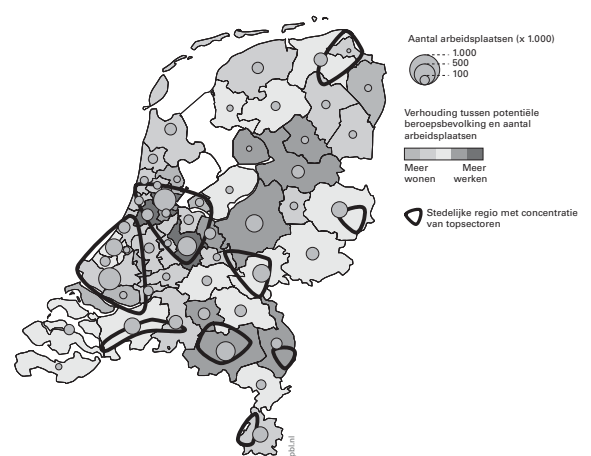 Aantal arbeidsplaatsen (x 1.000)
1.000
500
100
Verhouding tussen potentiële
beroepsbevolking en aantal
arbeidsplaatsen
Meer Meer
wonen werken
Stedelijke regio met concentratie
van topsectoren
pbl.nl